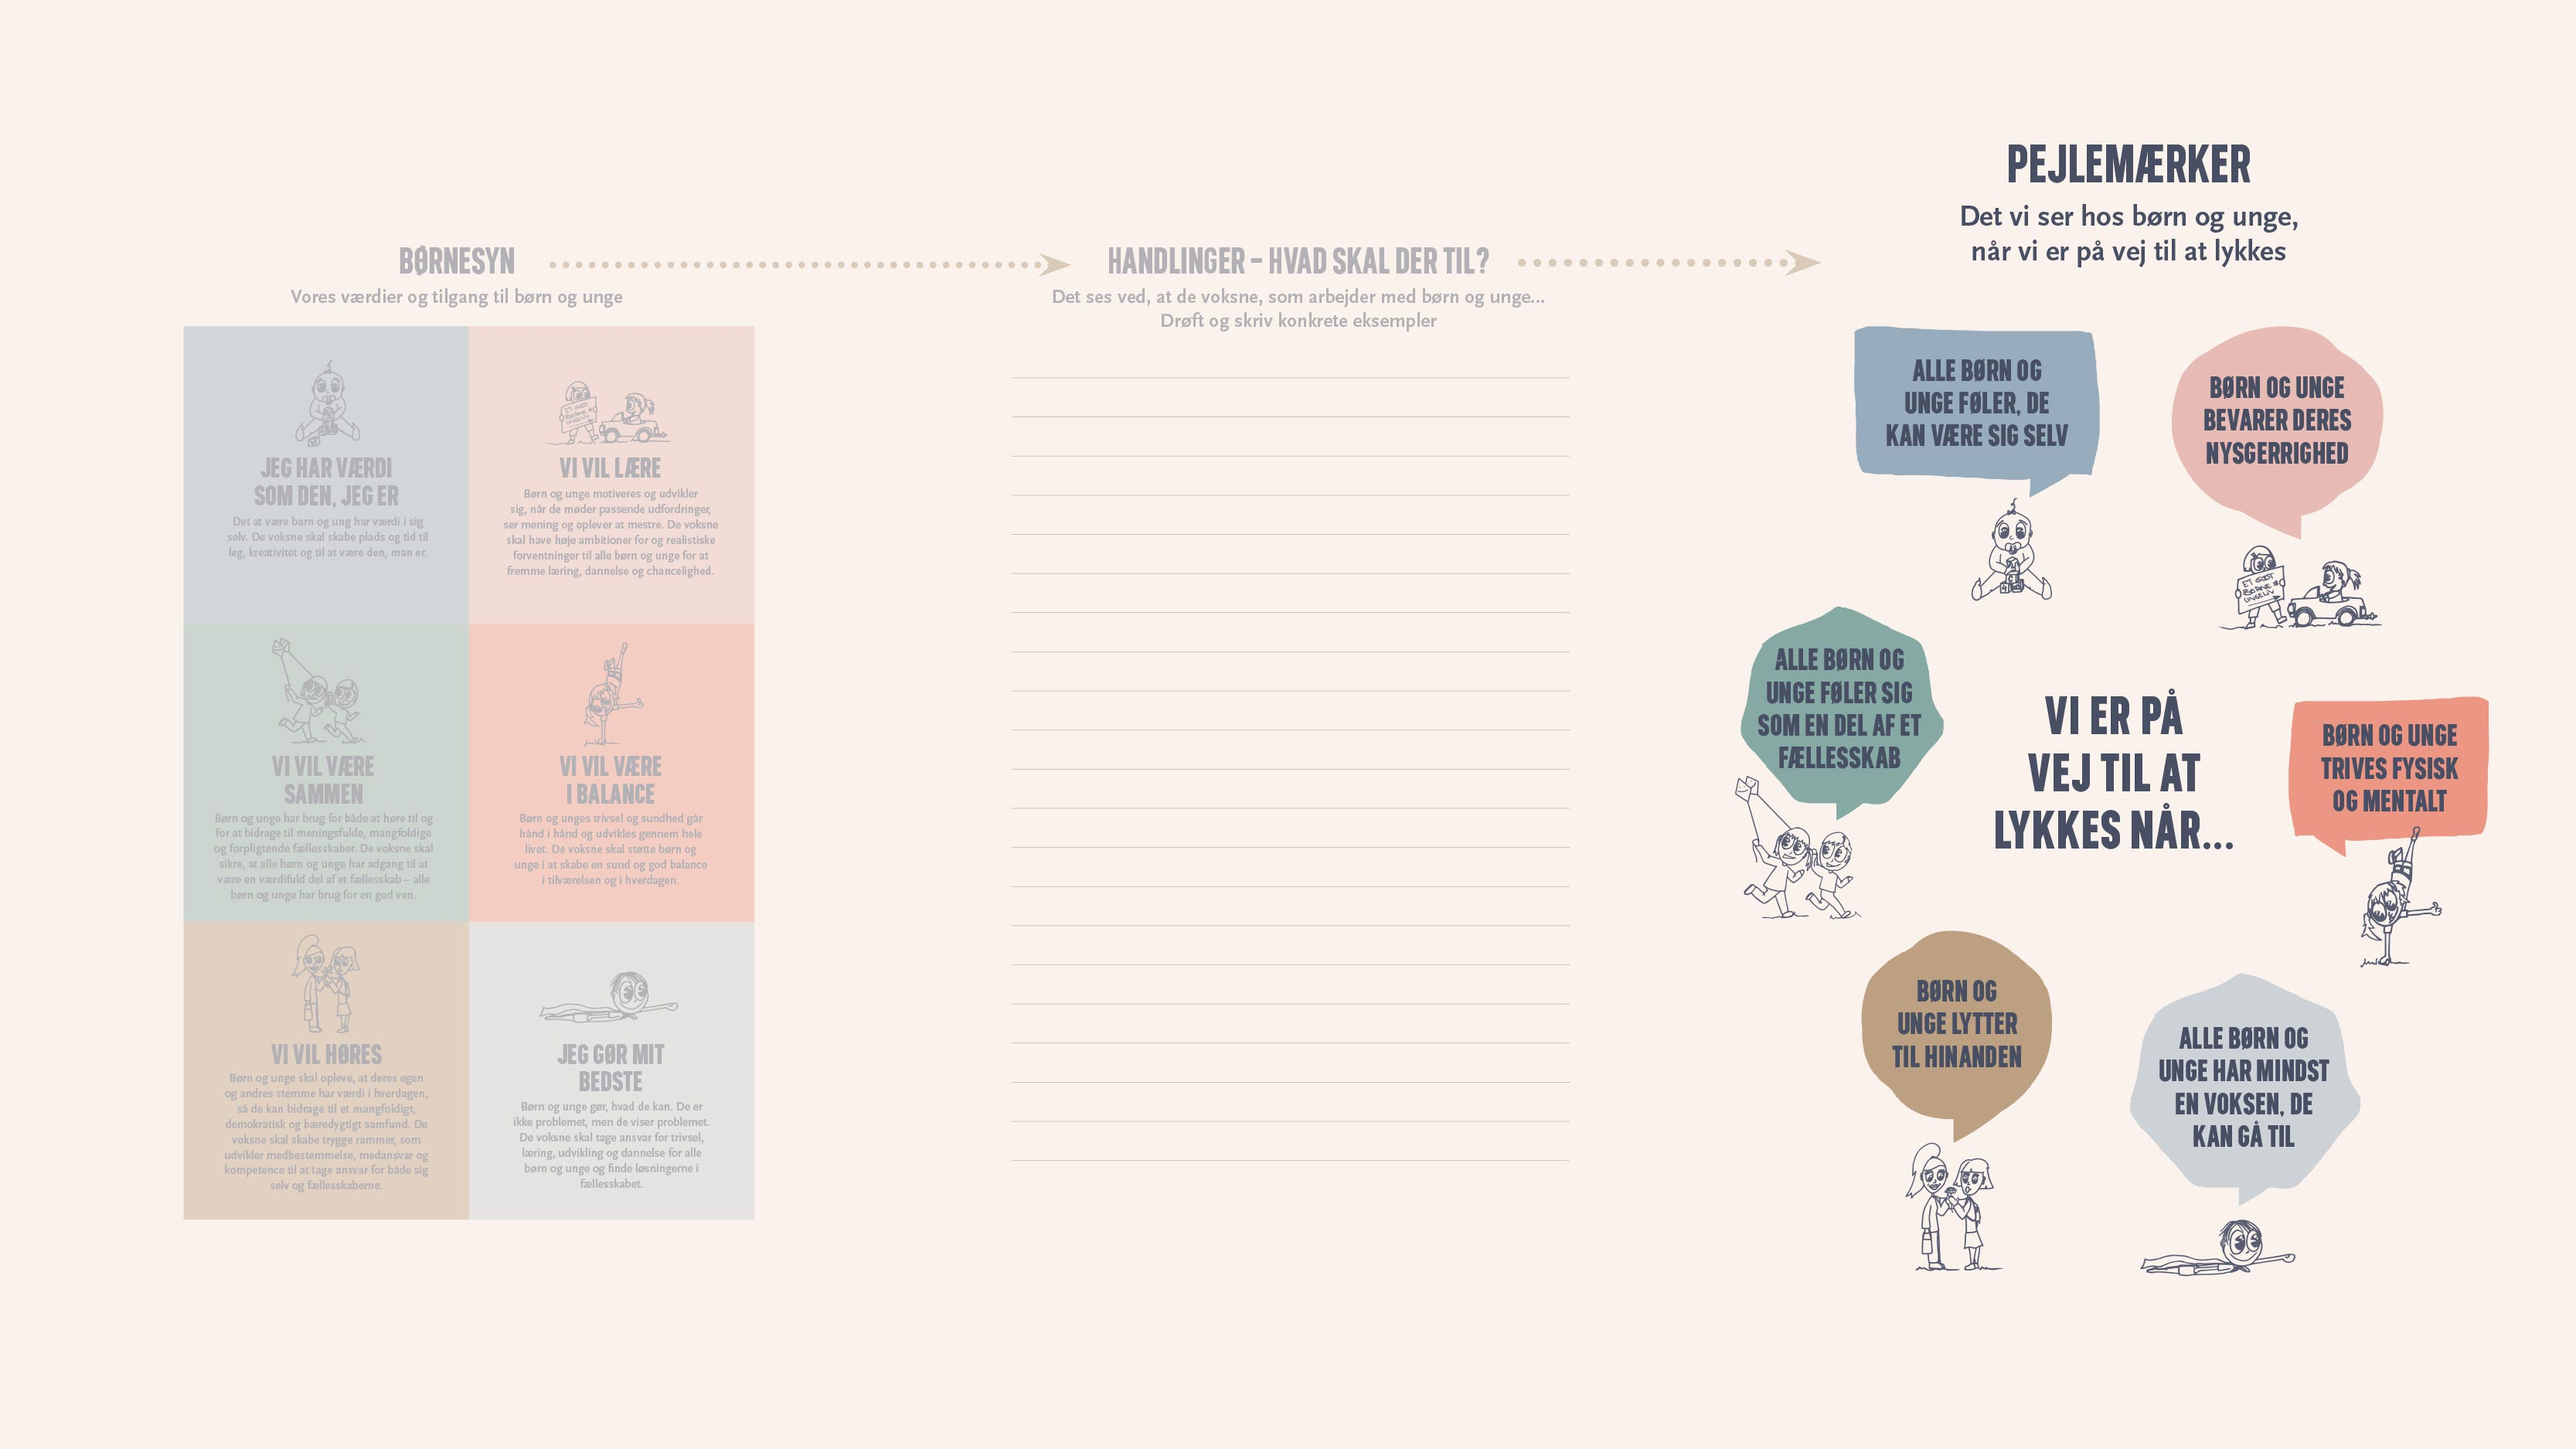 BØRNESYN
Vores værdier og tilgang til børn og unge
JEG HAR VÆRDI
SOM DEN, JEG ER
Det at være barn og ung har værdi i sig
selv. De voksne skal skabe plads og tid til
leg, kreativitet og til at være den, man er.
VI VIL LÆRE
Børn og unge motiveres og udvikler
sig, når de møder passende udfordringer,
ser mening og oplever at mestre. De voksne
skal have høje ambitioner for og realistiske
forventninger til alle børn og unge for at
fremme læring, dannelse og chancelighed.
VI VIL VÆRE
SAMMEN
Børn og unge har brug for både at høre til og
for at bidrage til meningsfulde, mangfoldige
og forpligtende fællesskaber. De voksne skal
sikre, at alle børn og unge har adgang til at
være en værdifuld del af et fællesskab – alle
børn og unge har brug for en god ven.
VI VIL VÆRE
I BALANCE
Børn og unges trivsel og sundhed går
hånd i hånd og udvikles gennem hele
livet. De voksne skal støtte børn og
unge i at skabe en sund og god balance
i tilværelsen og i hverdagen.
VI VIL HØRES
Børn og unge skal opleve, at deres egen
og andres stemme har værdi i hverdagen,
så de kan bidrage til et mangfoldigt,
demokratisk og bæredygtigt samfund. De
voksne skal skabe trygge rammer, som
udvikler medbestemmelse, medansvar og
kompetence til at tage ansvar for både sig
selv og fællesskaberne.
JEG GØR MIT
BEDSTE
Børn og unge gør, hvad de kan. De er
ikke problemet, men de viser problemet.
De voksne skal tage ansvar for trivsel,
læring, udvikling og dannelse for alle
børn og unge og finde løsningerne i
fællesskabet.
HANDLINGER – HVAD SKAL DER TIL?
Det ses ved, at de voksne, som arbejder med børn og unge...
Drøft og skriv konkrete eksempler
PEJLEMÆRKER
Det vi ser hos børn og unge,
når vi er på vej til at lykkes
ALLE BØRN OG
UNGE FØLER, DE
KAN VÆRE SIG SELV
BØRN OG UNGE
BEVARER DERES
NYSGERRIGHED
ET GODT
BØRNE &
UNGELIV
ALLE BØRN OG
UNGE FØLER SIG
SOM EN DEL AF ET
FÆLLESSKAB
VI ER PÅ
VEJ TIL AT
LYKKES NÅR...
BØRN OG UNGE
TRIVES FYSISK
OG MENTALT
BØRN OG
UNGE LYTTER
TIL HINANDEN
ALLE BØRN OG
UNGE HAR MINDST
EN VOKSEN, DE
KAN GÅ TIL